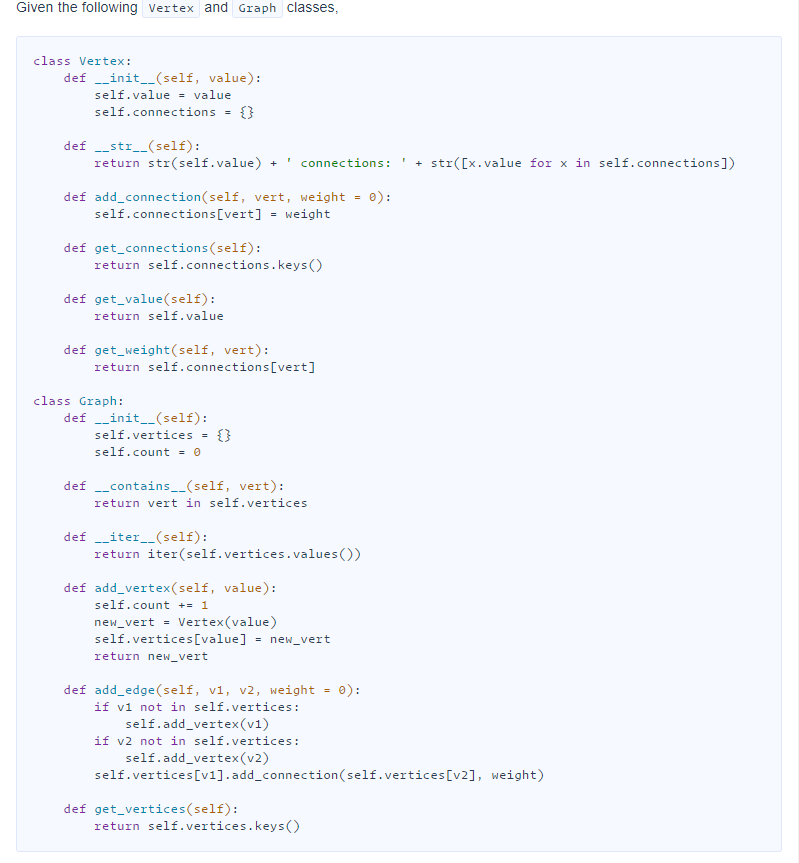 Given the following Vertex and Graph classes,
class Vertex:
    def __init__(self, value):
        self.value = value
        self.connections = {}
    def __str__(self):
        return str(self.value) + ' connections: ' + str([x.value for x in self.connections])
    def add_connection(self, vert, weight = 0):
        self.connections[vert] = weight
    def get_connections(self):
        return self.connections.keys()
    def get_value(self):
        return self.value
    def get_weight(self, vert):
        return self.connections[vert]
class Graph:
    def __init__(self):
        self.vertices = {}
        self.count = 0
    def __contains__(self, vert):
        return vert in self.vertices
    def __iter__(self):
        return iter(self.vertices.values())
    def add_vertex(self, value):
        self.count += 1
        new_vert = Vertex(value)
        self.vertices[value] = new_vert
        return new_vert
    def add_edge(self, v1, v2, weight = 0):
        if v1 not in self.vertices:
            self.add_vertex(v1)
        if v2 not in self.vertices:
            self.add_vertex(v2)
        self.vertices[v1].add_connection(self.vertices[v2], weight)
    def get_vertices(self):
        return self.vertices.keys()